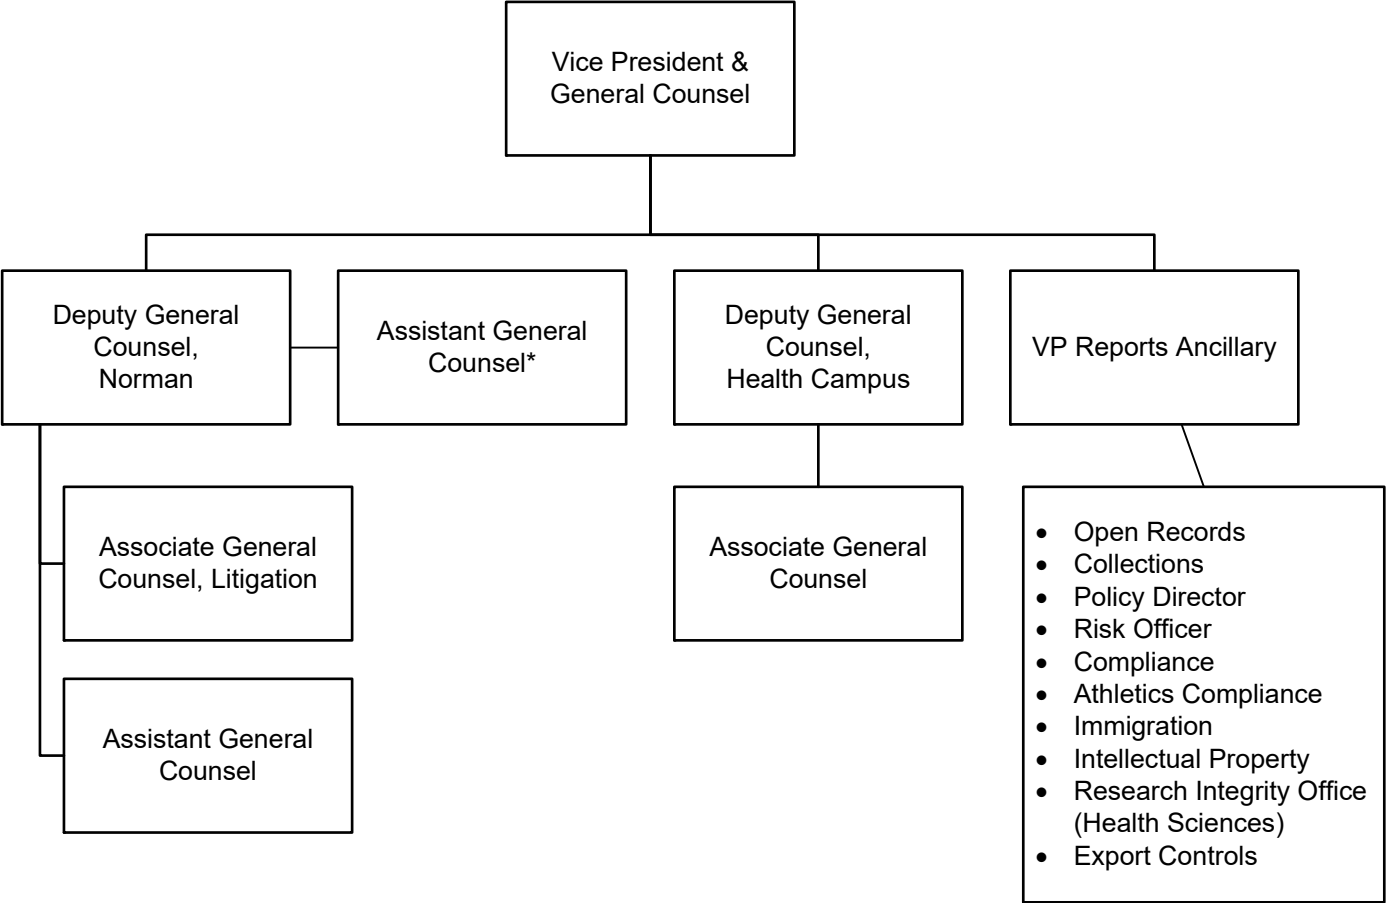 Vice President &
General Counsel
Deputy General
Counsel,
Norman
Assistant General
Counsel*
Deputy General
Counsel,
Health Campus
VP Reports Ancillary
Associate General
Counsel, Litigation
Associate General
Counsel
Assistant General
Counsel
• Open Records
• Collections
• Policy Director
• Risk Officer
• Compliance
• Athletics Compliance
• Immigration
• Intellectual Property
• Research Integrity Office
(Health Sciences)
• Export Controls